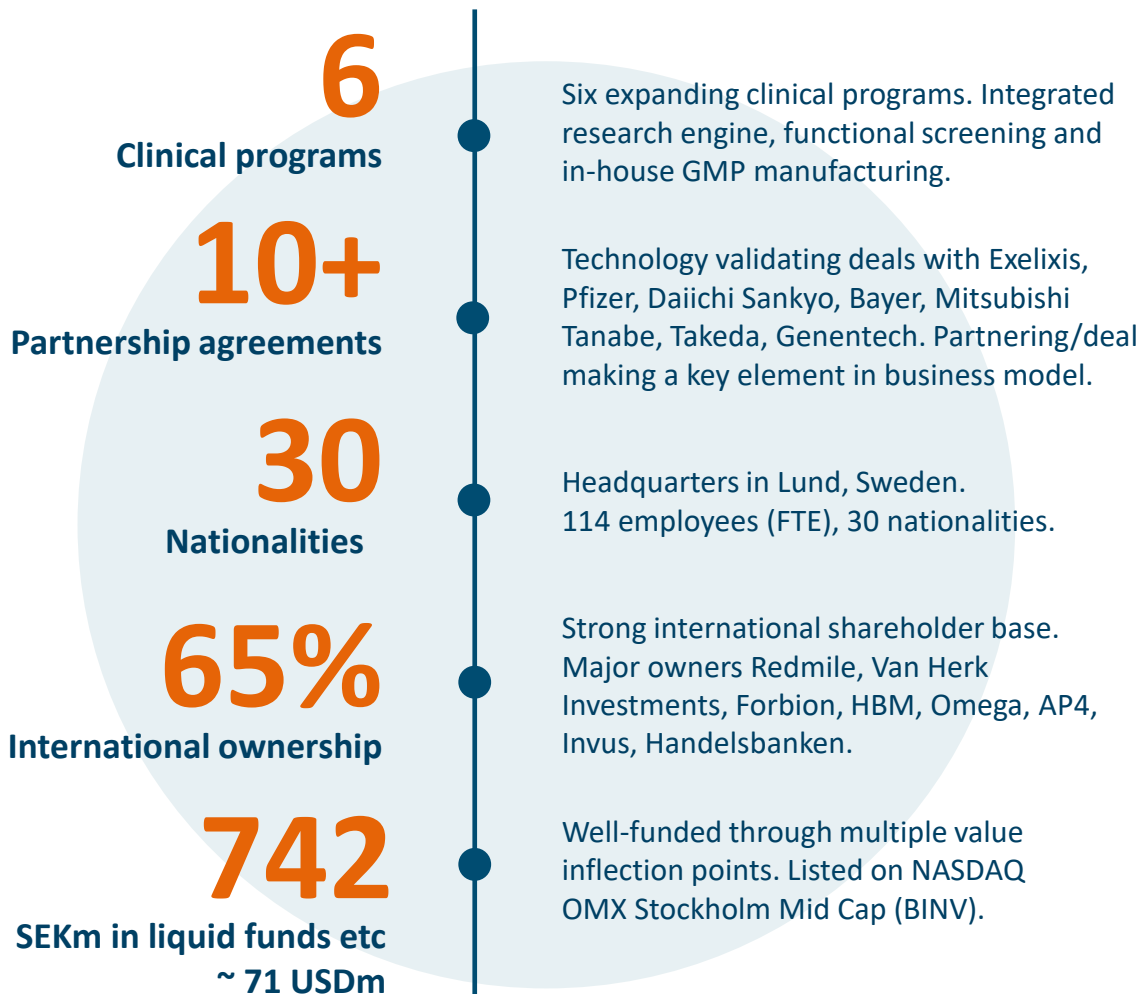 6
Clinical programs
Six expanding clinical programs. Integrated
research engine, functional screening and
in-house GMP manufacturing.
10+
Partnership agreements
Technology validating deals with Exelixis,
Pfizer, Daiichi Sankyo, Bayer, Mitsubishi
Tanabe, Takeda, Genentech. Partnering/deal
making a key element in business model.
30
Nationalities
Headquarters in Lund, Sweden.
114 employees (FTE), 30 nationalities.
65%
International ownership
Strong international shareholder base.
Major owners Redmile, Van Herk
Investments, Forbion, HBM, Omega, AP4,
Invus, Handelsbanken.
742
SEKm in liquid funds etc
~ 71 USDm
Well-funded through multiple value
inflection points. Listed on NASDAQ
OMX Stockholm Mid Cap (BINV).